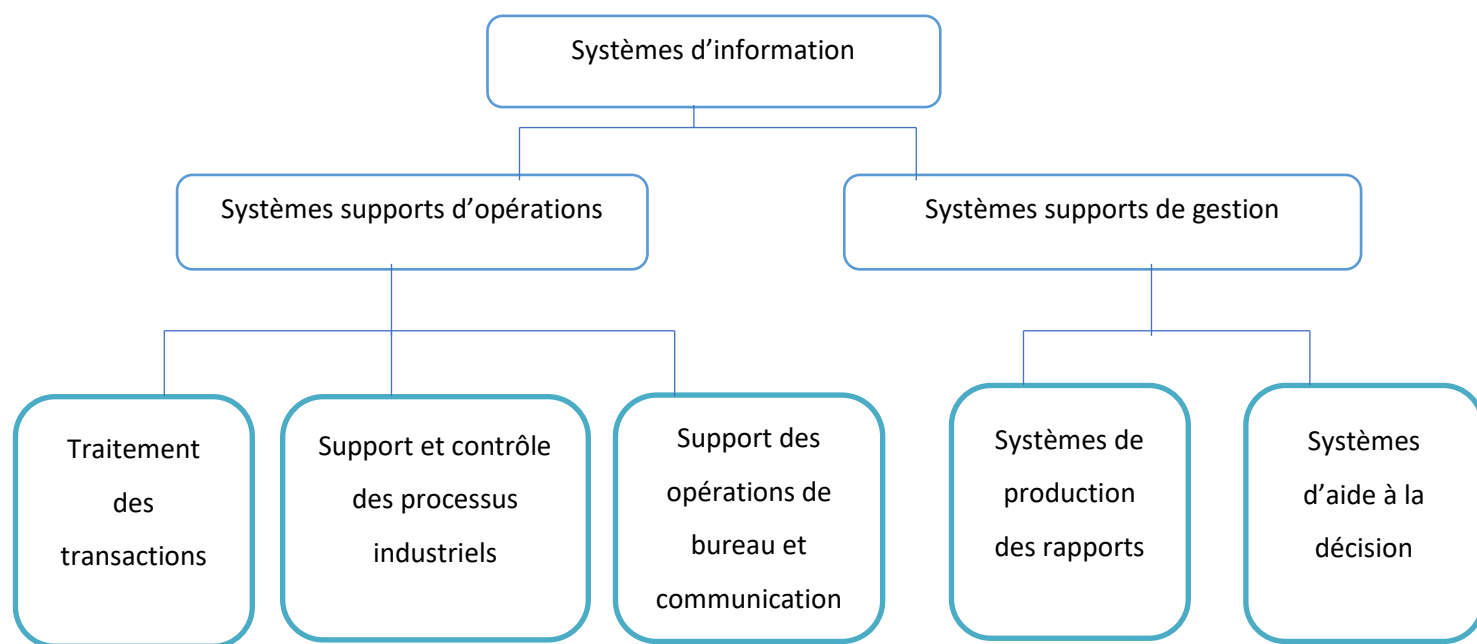 Systèmes d’information
Systèmes supports d’opérations
Systèmes supports de gestion
Traitement
des
transactions
Support et contrôle
des processus
industriels
Support des
opérations de
bureau et
communication
Systèmes de
production
des rapports
Systèmes
d’aide à la
décision